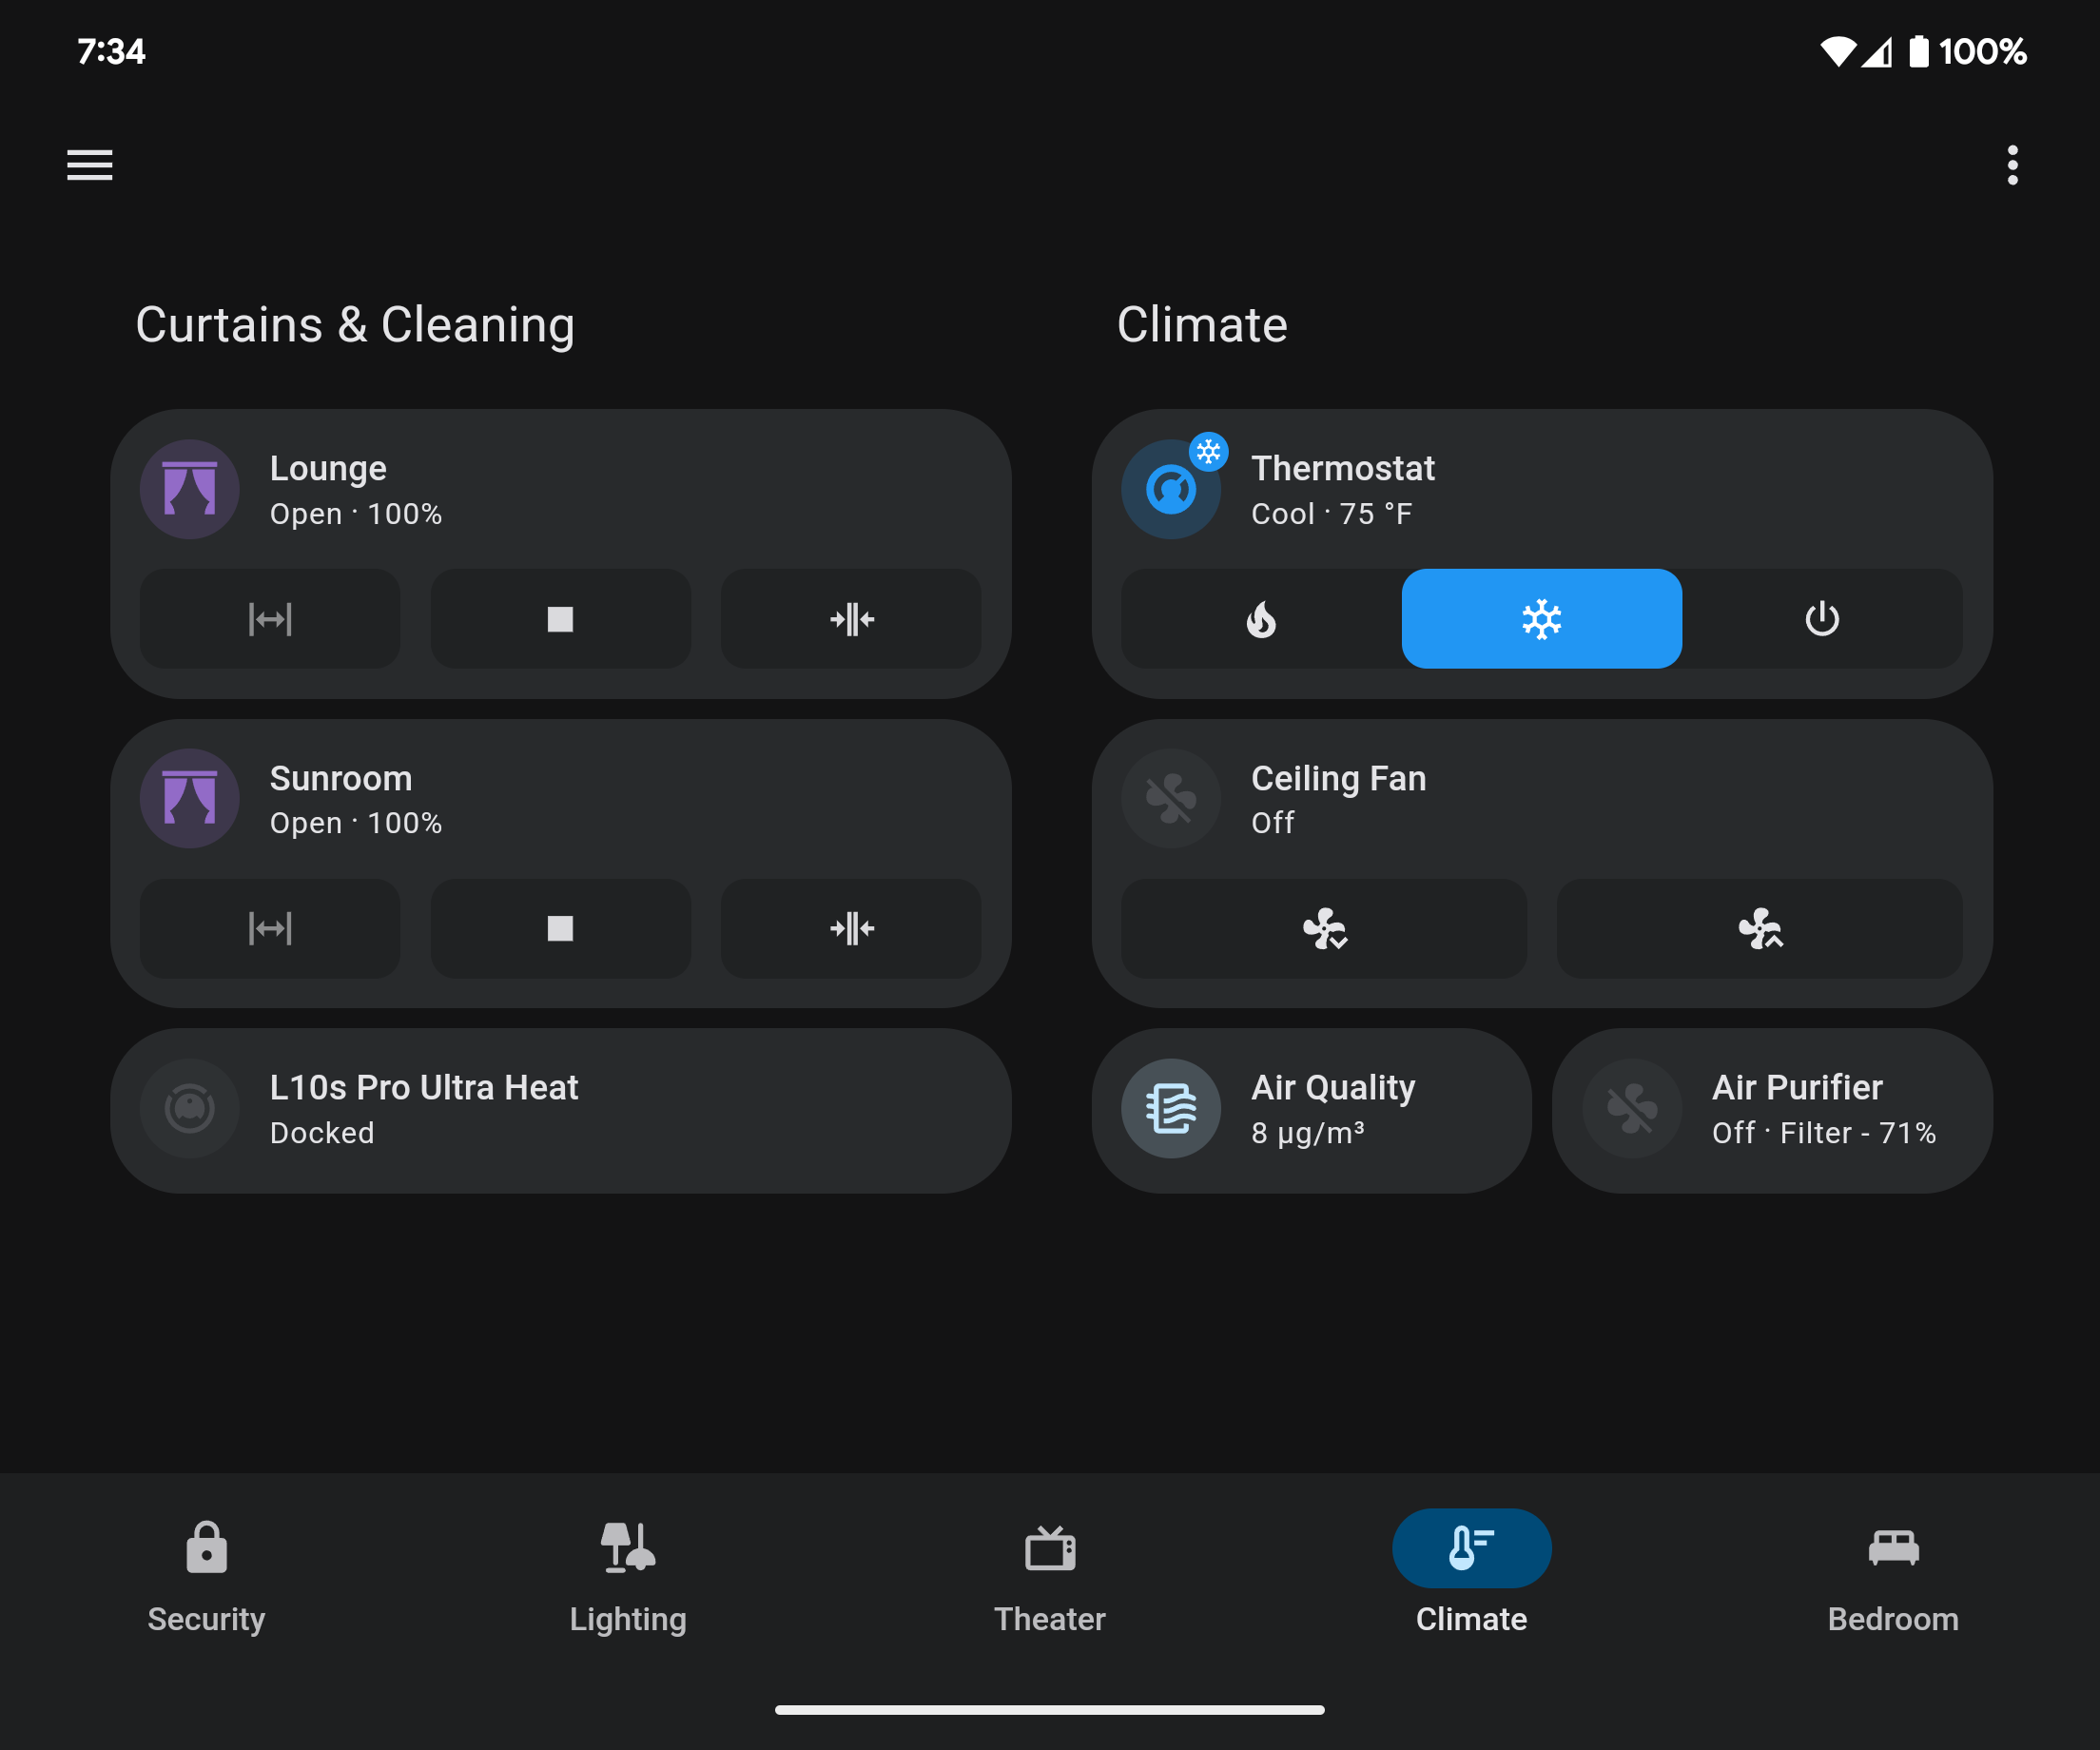 7:34
100%
Curtains & Cleaning
Lounge
Open · 100%
Sunroom
Open · 100%
L10s Pro Ultra Heat
Docked
Climate
Thermostat
Cool · 75 °F
Ceiling Fan
Off
Air Quality
8 μg/m³
Air Purifier
Off · Filter - 71%
Security
Lighting
Theater
Climate
Bedroom